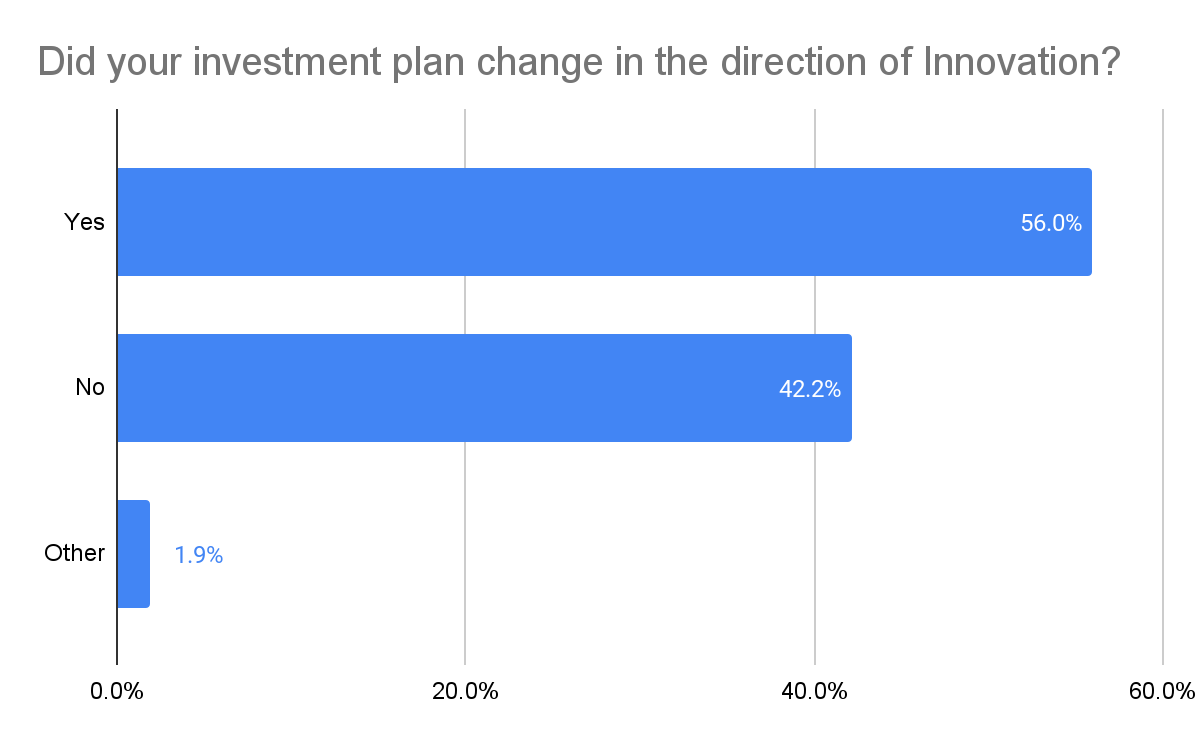 Did your investment plan change in the direction of Innovation?
Yes
56.0%
No
42.2%
Other
1.9%
0.0% 20.0% 40.0% 60.0%